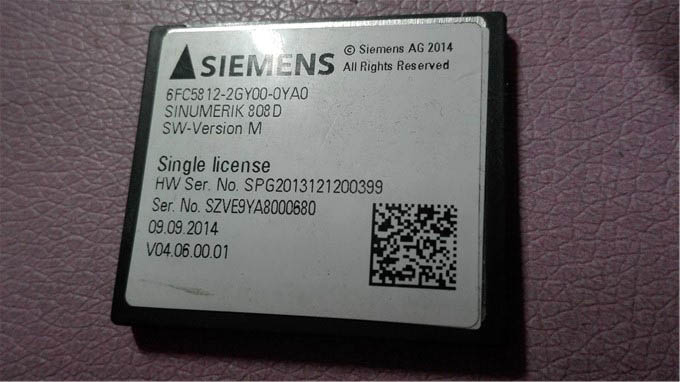 SIEMENS
© Siemens AG 2014
All Rights Reserved
6FC5812-2GY00-0YA0
SINUMERIK 808D
SW-Version M
Single license
HW Ser. No. SPG2013121200399
Ser. No. SZVE9YA8000680
09.09.2014
V04.06.00.01